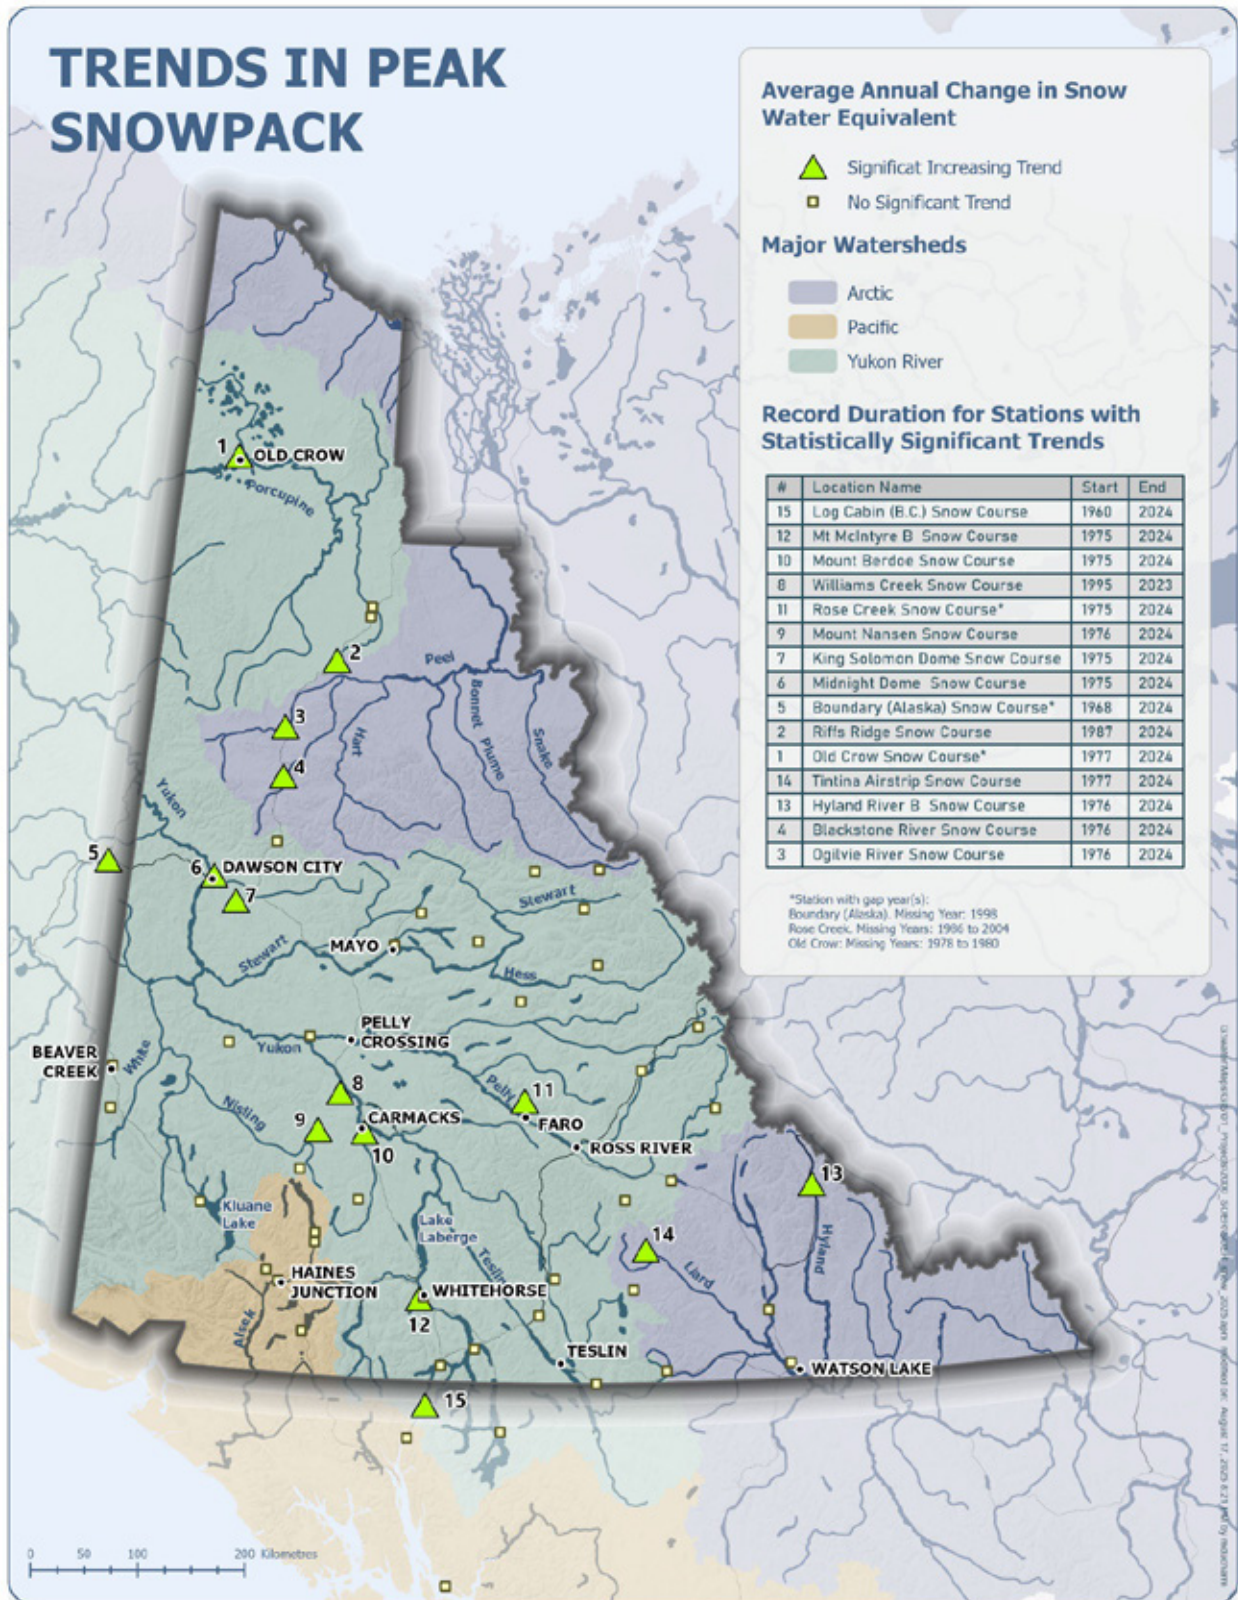 TRENDS IN PEAK
SNOWPACK
Average Annual Change in Snow
Water Equivalent
Significat Increasing Trend
No Significant Trend
Major Watersheds
Arctic
Pacific
Yukon River
Record Duration for Stations with
Statistically Significant Trends
# Location Name Start End
15 Log Cabin (B.C.) Snow Course 1960 2024
12 Mt McIntyre B Snow Course 1975 2024
10 Mount Berdoe Snow Course 1975 2024
8 Williams Creek Snow Course 1995 2023
11 Rose Creek Snow Course* 1975 2024
9 Mount Nansen Snow Course 1976 2024
7 King Solomon Dome Snow Course 1975 2024
6 Midnight Dome Snow Course 1975 2024
5 Boundary (Alaska) Snow Course* 1968 2024
2 Riffs Ridge Snow Course 1987 2024
1 Old Crow Snow Course* 1977 2024
14 Tintina Airstrip Snow Course 1977 2024
13 Hyland River B Snow Course 1976 2024
4 Blackstone River Snow Course 1976 2024
3 Ogilvie River Snow Course 1976 2024
*Station with gap year(s):
Boundary (Alaska). Missing Year: 1998
Rose Creek. Missing Years: 1986 to 2004
Old Crow: Missing Years: 1978 to 1980
1
OLD CROW
Porcupine
2
Peel
3
4
Hart
Bonnet
Plume
Snake
Yukon
5
6
DAWSON CITY
7
Stewart
MAYO
Stewart
Hess
PELLY
CROSSING
Yukon
BEAVER
CREEK
White
8
Pelly
11
Nisling
9
CARMACKS
FARO
10
ROSS RIVER
13
Kluane
Lake
Lake
Laberge
14
Hyland
Teslin
Liard
HAINES
JUNCTION
WHITEHORSE
Alsek
12
TESLIN
WATSON LAKE
15
0 50 100 200 Kilometres